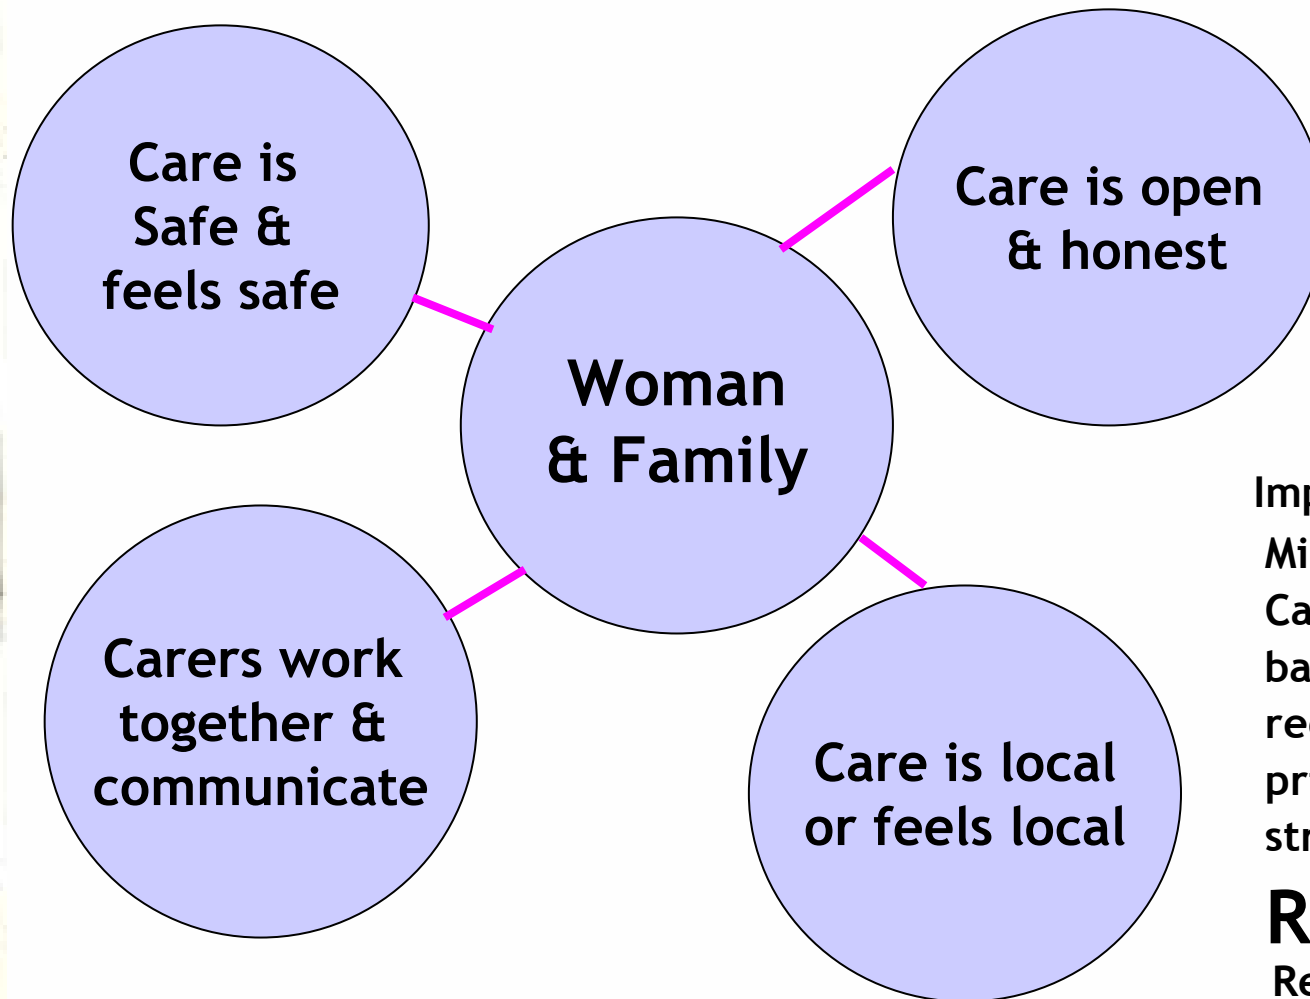 Care is
Safe &
feels safe
Care is open
& honest
Woman
& Family
Carers work
together &
communicate
Care is local
or feels local